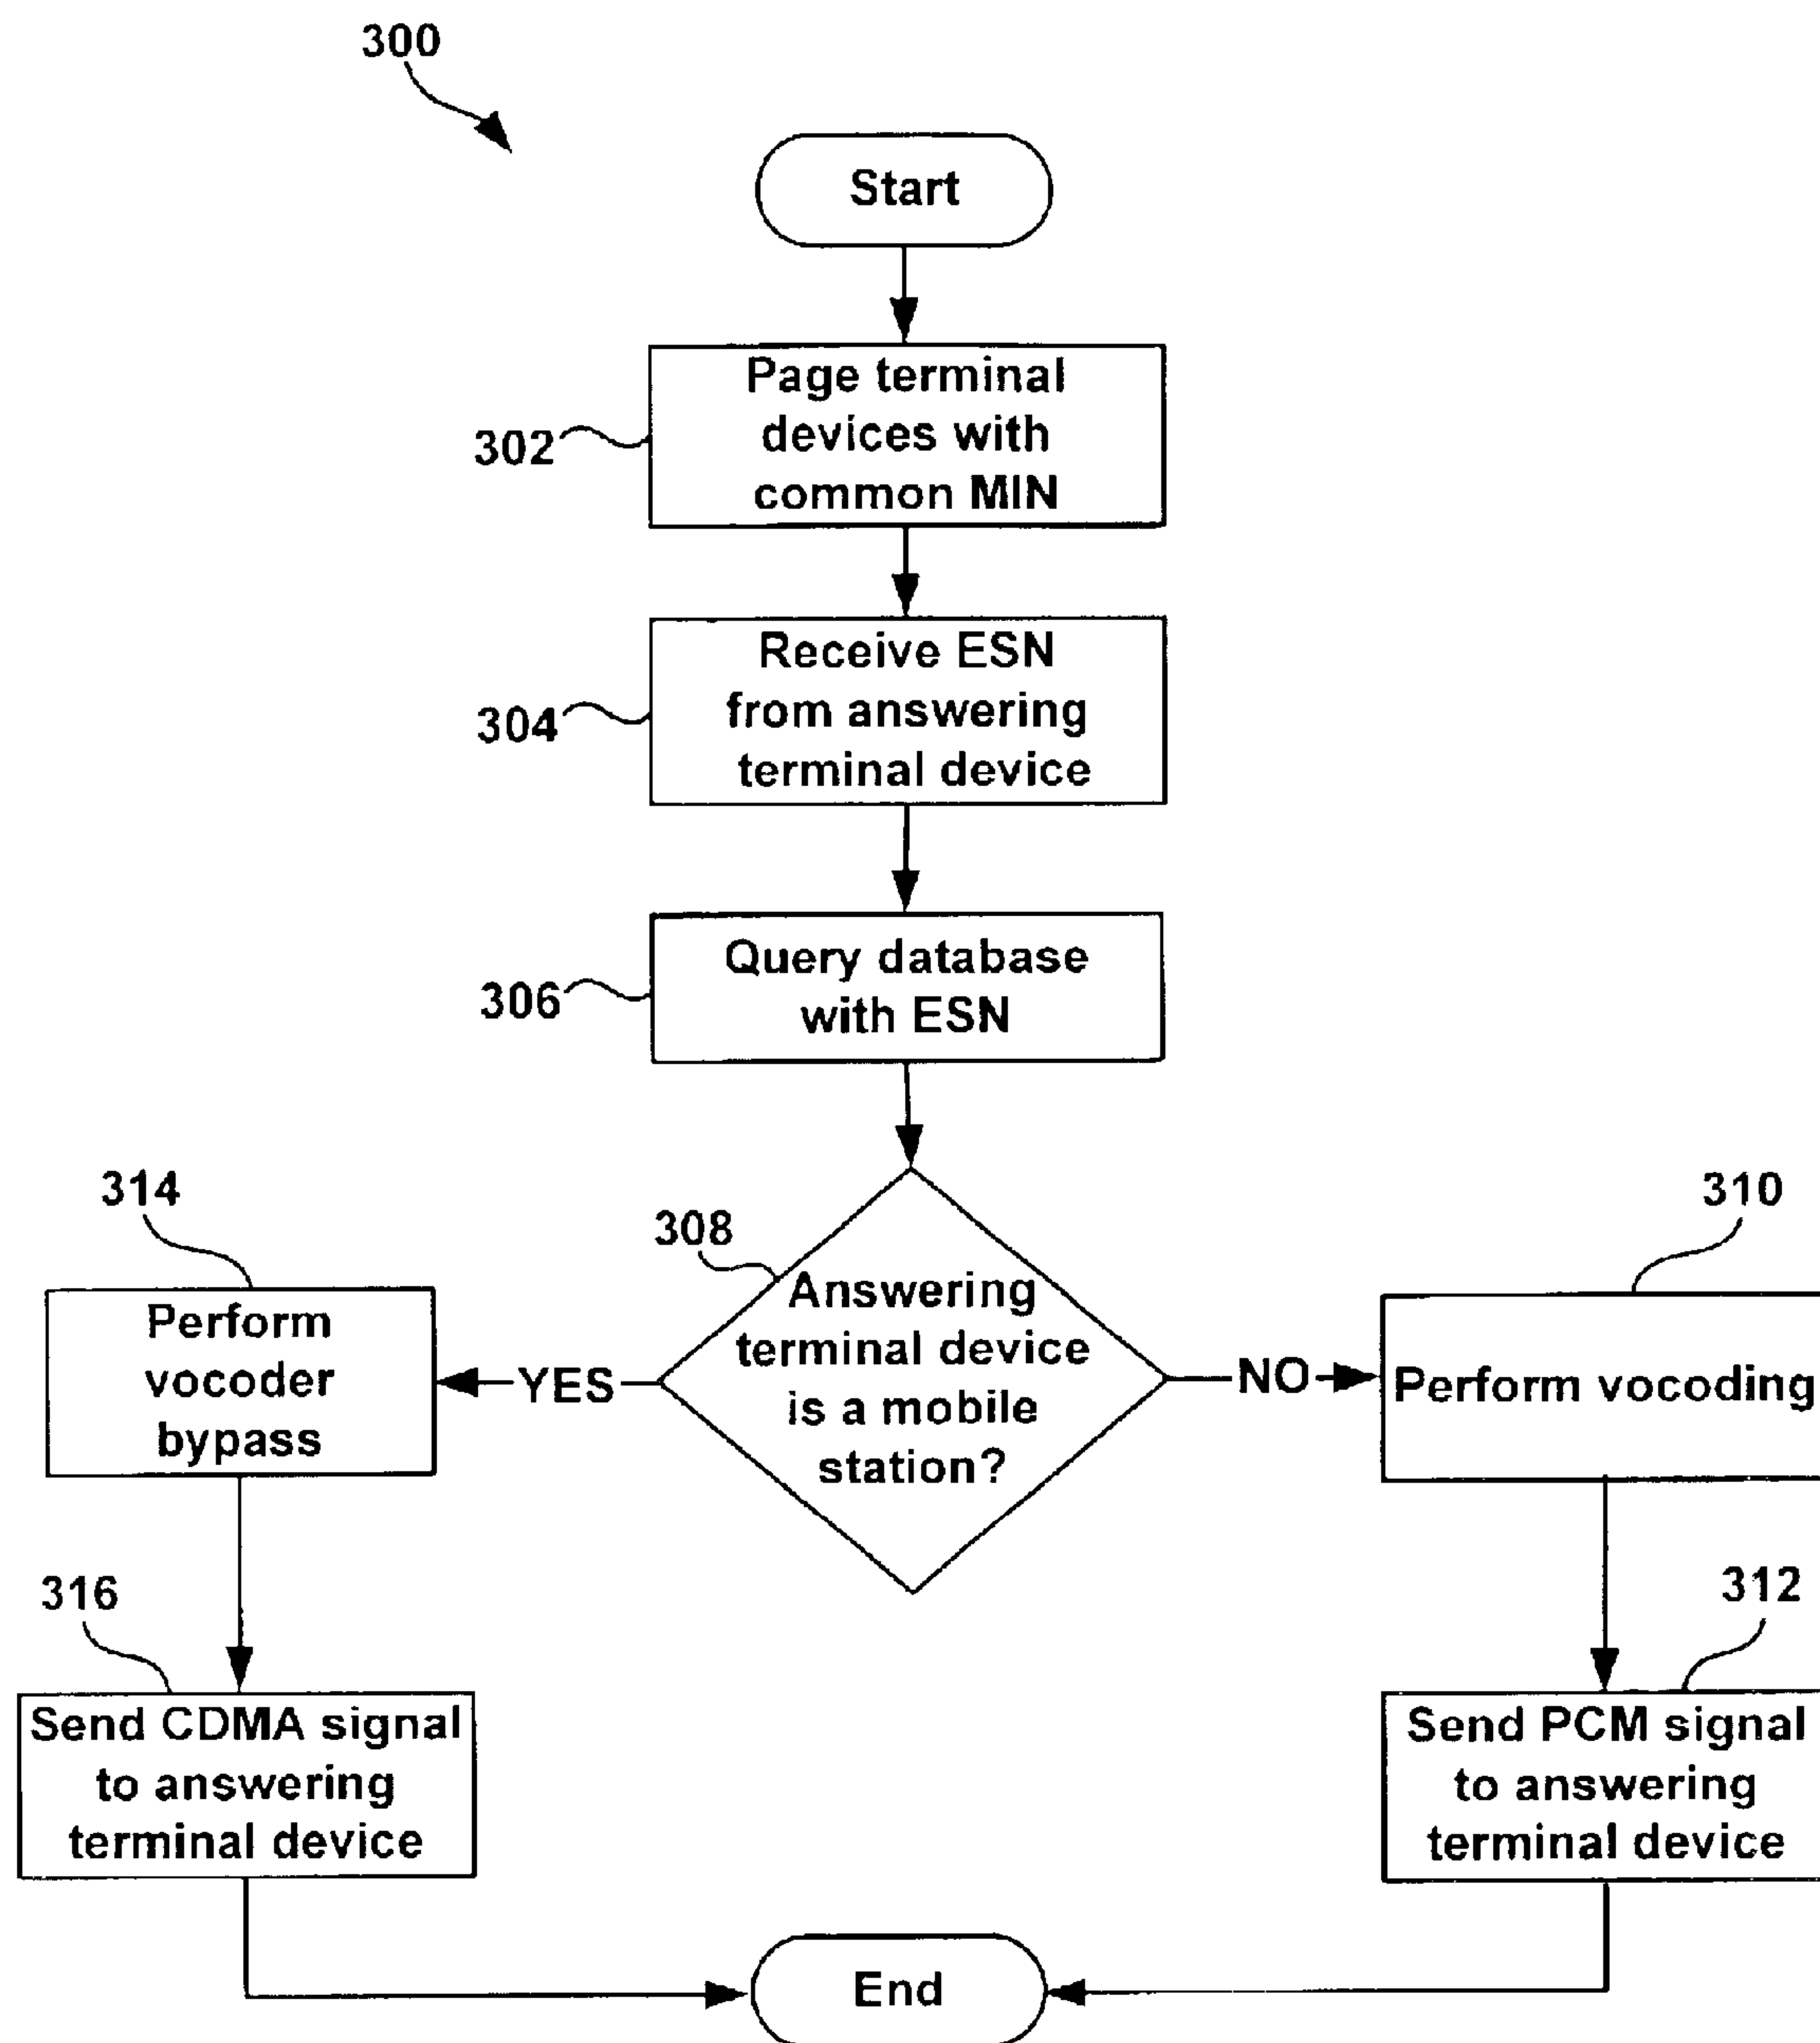 300
Start
Page terminal
devices with
common MIN
302
Receive ESN
from answering
terminal device
304
Query database
with ESN
306
308
Answering
terminal device
is a mobile
station?
YES
NO
314
Perform
vocoder
bypass
310
Perform vocoding
316
Send CDMA signal
to answering
terminal device
312
Send PCM signal
to answering
terminal device
End